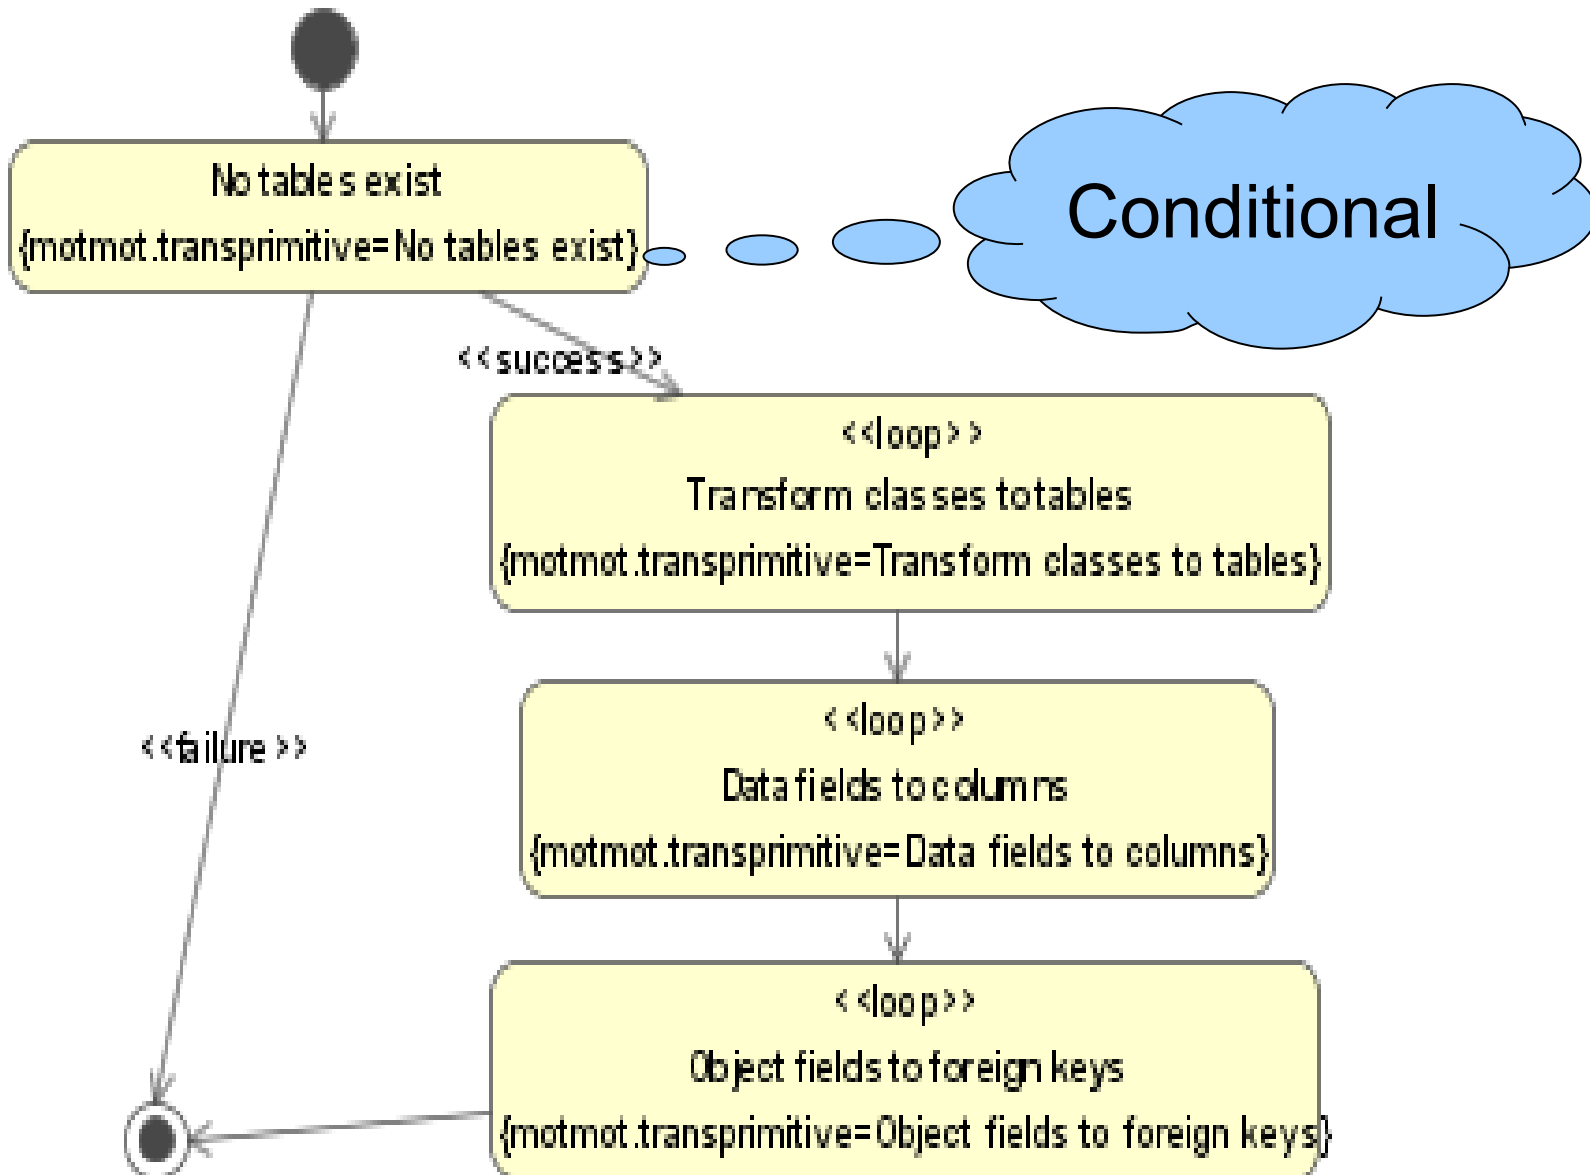 No tables exist
{motmot.transprimitive=No tables exist}
Conditional
<<success>>
<<loop>>
Transform classes to tables
{motmot.transprimitive=Transform classes to tables}
<<failure>>
<<loop>>
Data fields to columns
{motmot.transprimitive=Data fields to columns}
<<loop>>
Object fields to foreign keys
{motmot.transprimitive=Object fields to foreign keys}